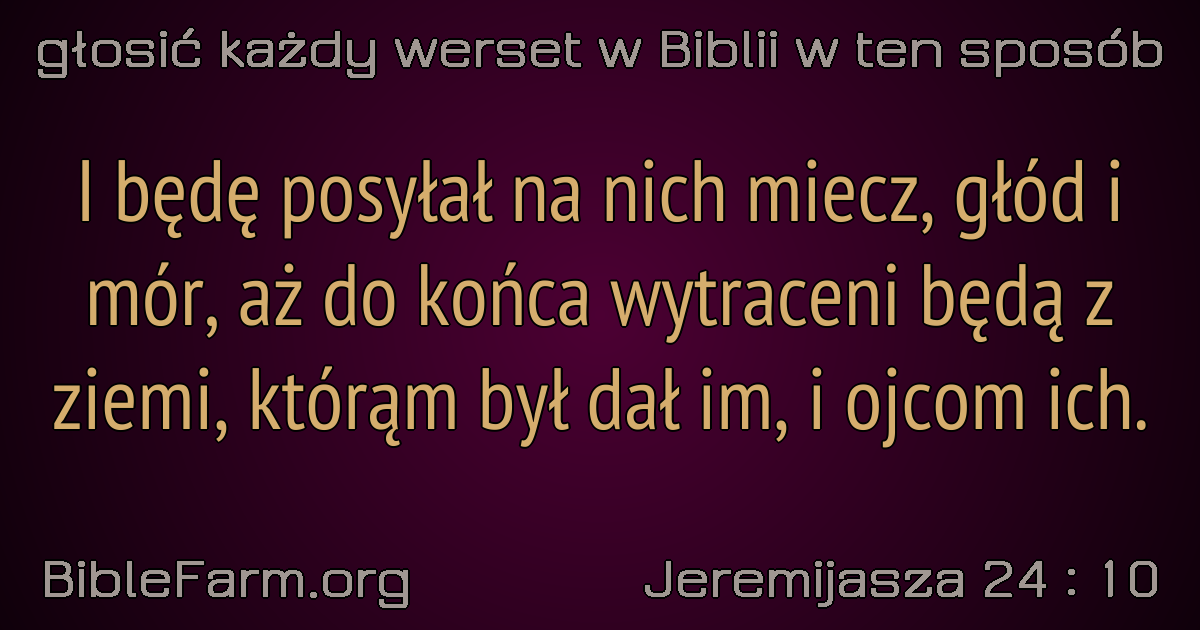 głosić każdy werset w Biblii w ten sposób
I będę posyłał na nich miecz, głód i
mór, aż do końca wytraceni będą z
ziemi, którąm był dał im, i ojcom ich.
BibleFarm.org
Jeremijasza 24 : 10